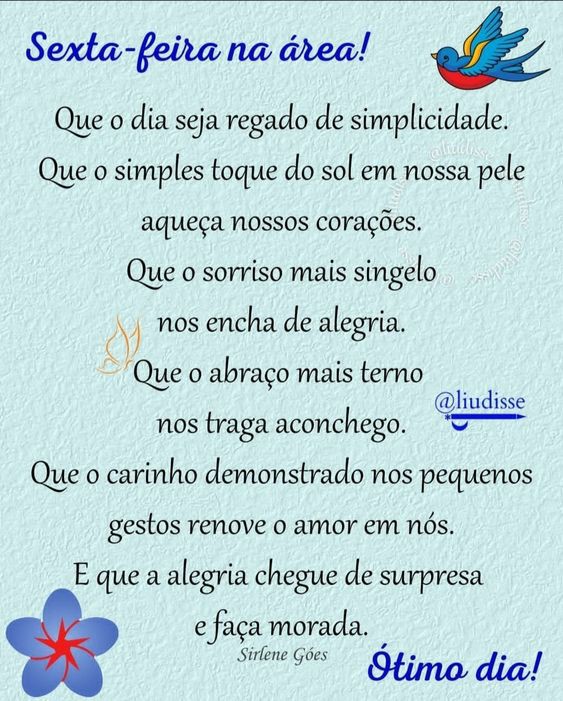 Sexta-feira na área!
Que o dia seja regado de simplicidade.
Que o simples toque do sol em nossa pele
aqueça nossos corações.
Que o sorriso mais singelo
nos encha de alegria.
Que o abraço mais terno
@liudisse
nos traga aconchego.
Que o carinho demonstrado nos pequenos
gestos renove o amor em nós.
E que a alegria chegue de surpresa
e faça morada.
Sirlene Góes
Ótimo dia!